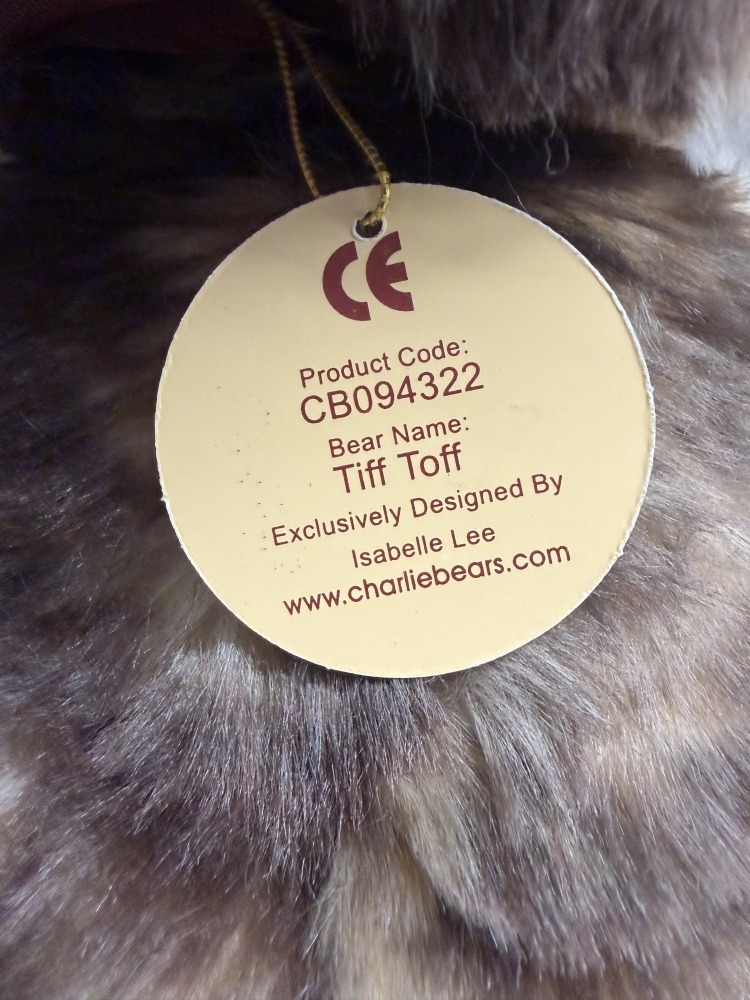 CE
Product Code:
CB094322
Bear Name:
Tiff Toff
Exclusively Designed By
Isabelle Lee
www.charliebears.com